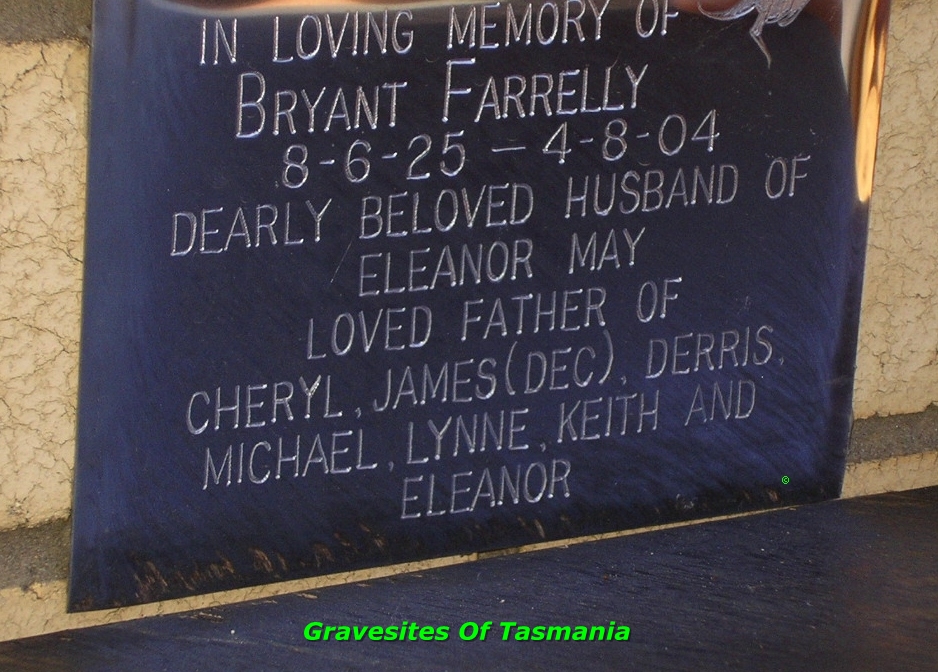 IN LOVING MEMORY OF
BRYANT FARRELLY
8-6-25 – 4-8-04
DEARLY BELOVED HUSBAND OF
ELEANOR MAY
LOVED FATHER OF
CHERYL, JAMES(DEC), DERRIS,
MICHAEL, LYNNE, KEITH AND
ELEANOR
©
Gravesites Of Tasmania